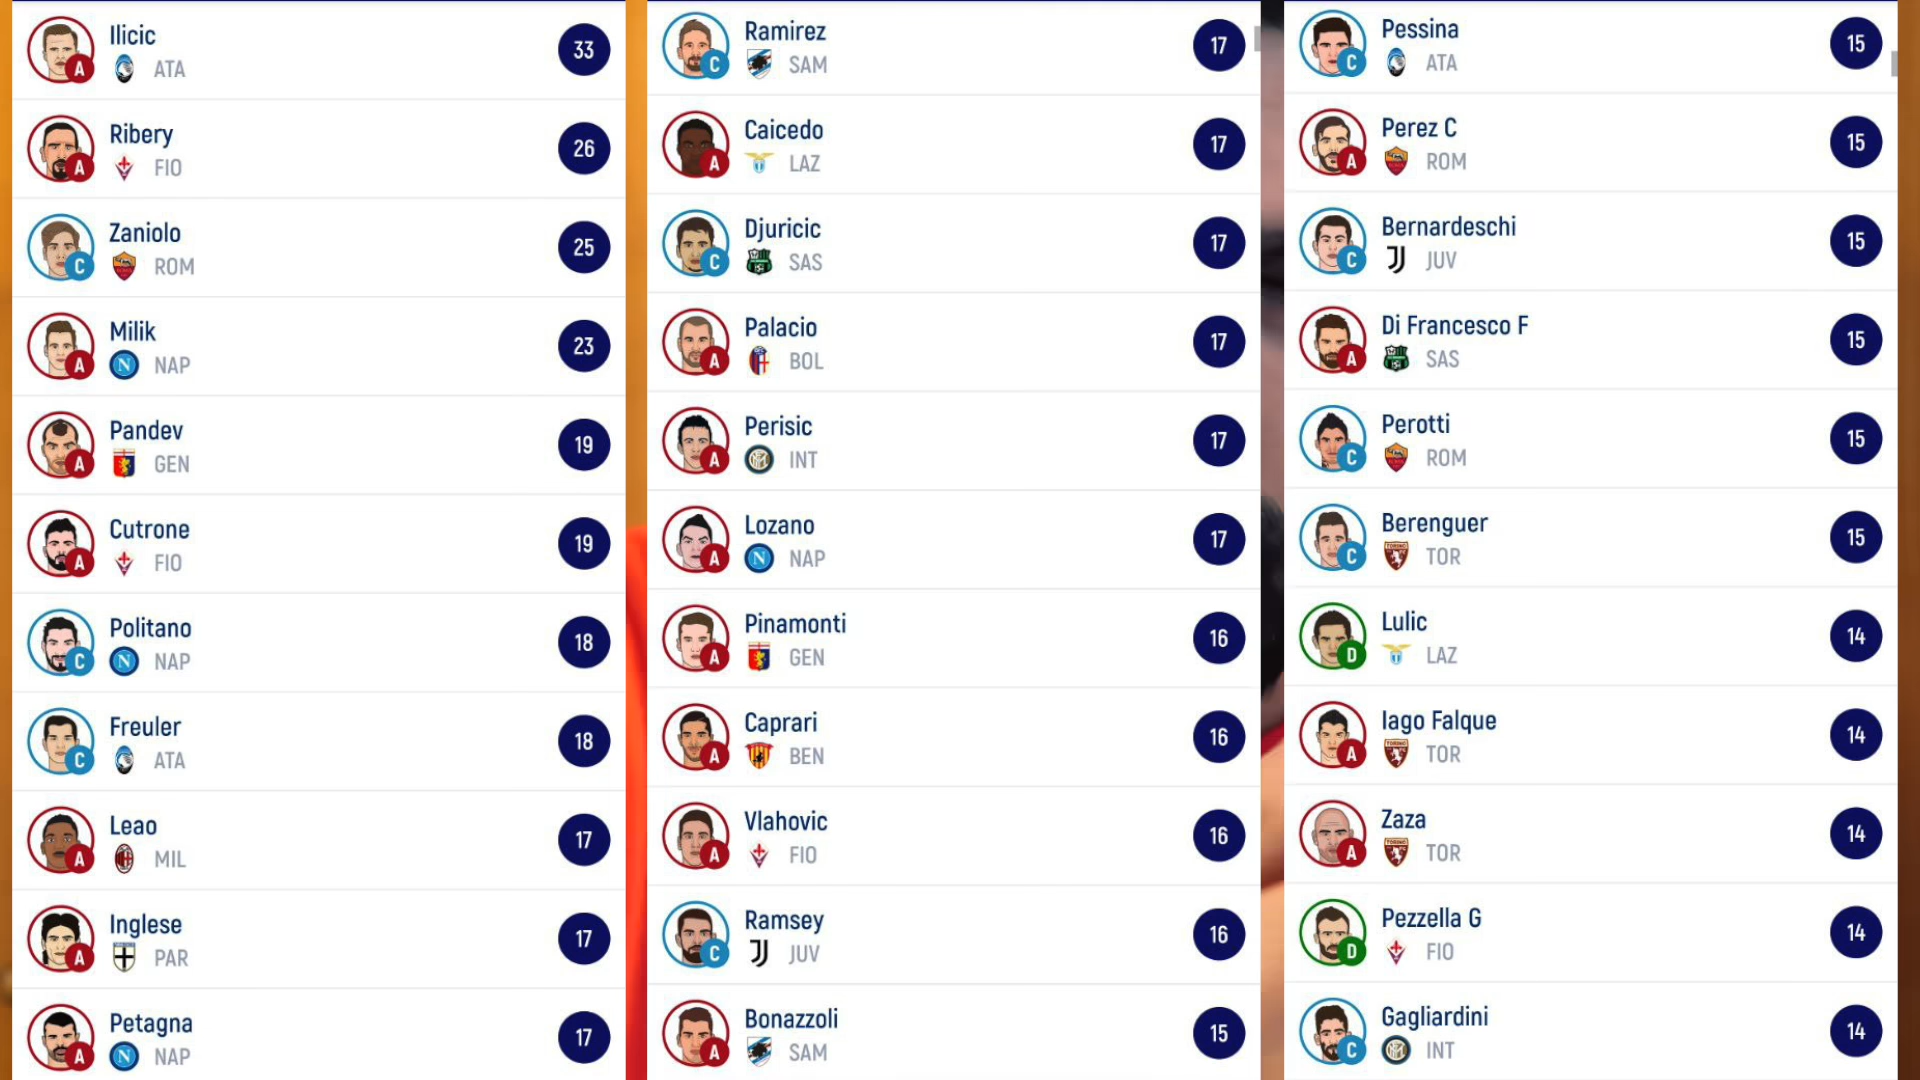 Ilicic
A ATA
33
Ribery
A FIO
26
Zaniolo
C ROM
25
Milik
A N NAP
23
Pandev
A GEN
19
Cutrone
A FIO
19
Politano
C N NAP
18
Freuler
C ATA
18
Leao
A MIL
17
Inglese
A PAR
17
Petagna
A N NAP
17
Ramirez
C SAM
17
Caicedo
A LAZ
17
Djuricic
C SAS
17
Palacio
A BOL
17
Perisic
A INT
17
Lozano
A N NAP
17
Pinamonti
A GEN
16
Caprari
A BEN
16
Vlahovic
A FIO
16
Ramsey
C JUV
16
Bonazzoli
A SAM
15
Pessina
C ATA
15
Perez C
A ROM
15
Bernardeschi
C JUV
15
Di Francesco F
A SAS
15
Perotti
C ROM
15
Berenguer
C TOR
15
Lulic
D LAZ
14
Iago Falque
A TOR
14
Zaza
A TOR
14
Pezzella G
D FIO
14
Gagliardini
C INT
14